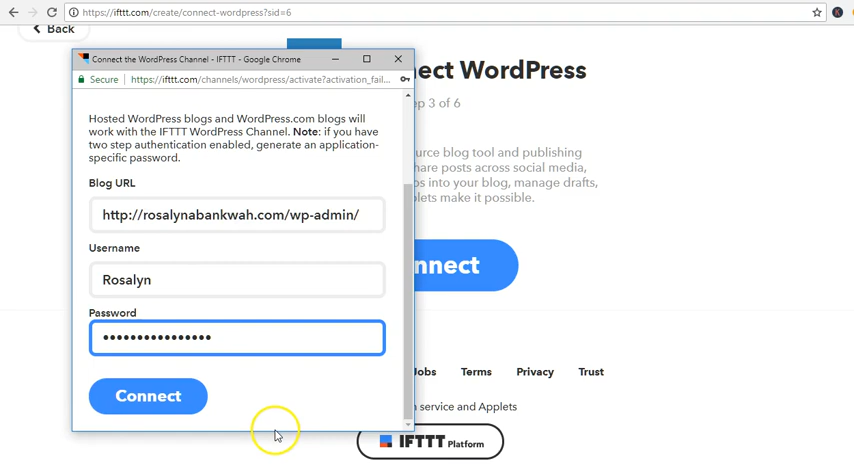 https://ifttt.com/create/connect-wordpress?sid=6
Back
Connect the WordPress Channel - IFTTT - Google Chrome
Secure
https://ifttt.com/channels/wordpress/activate?activation_fail...
nect WordPress
ep 3 of 6
Hosted WordPress blogs and WordPress.com blogs will
work with the IFTTT WordPress Channel. Note: if you have
two step authentication enabled, generate an application-
specific password.
urce blog tool and publishing
hare posts across social media,
os into your blog, manage drafts,
plets make it possible.
Blog URL
http://rosalynabankwah.com/wp-admin/
Username
Rosalyn
nnect
Password
••••••••••••••••
Connect
Jobs
Terms
Privacy
Trust
n service and Applets
IFTTT Platform
K